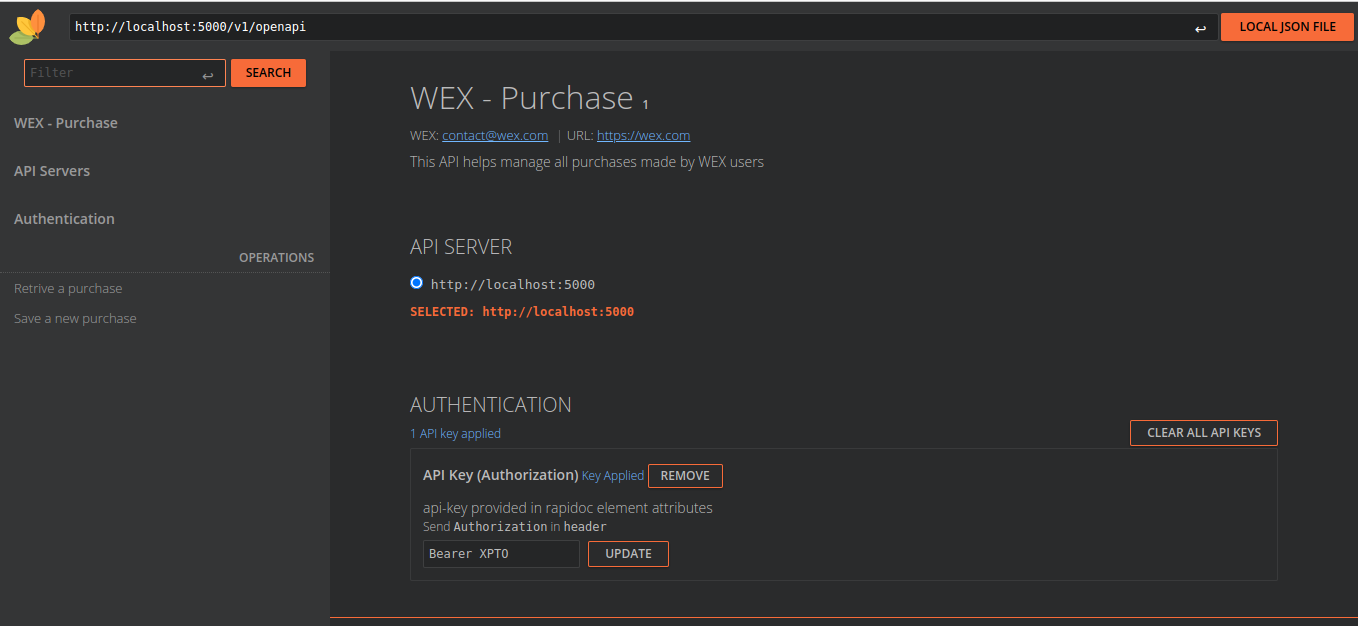 http://localhost:5000/v1/openapi
LOCAL JSON FILE
Filter
SEARCH
WEX - Purchase
API Servers
Authentication
OPERATIONS
Retrive a purchase
Save a new purchase
WEX - Purchase 1
WEX: contact@wex.com | URL: https://wex.com
This API helps manage all purchases made by WEX users
API SERVER
http://localhost:5000
SELECTED: http://localhost:5000
AUTHENTICATION
1 API key applied
CLEAR ALL API KEYS
API Key (Authorization) Key Applied REMOVE
api-key provided in rapidoc element attributes
Send Authorization in header
Bearer XPTO
UPDATE